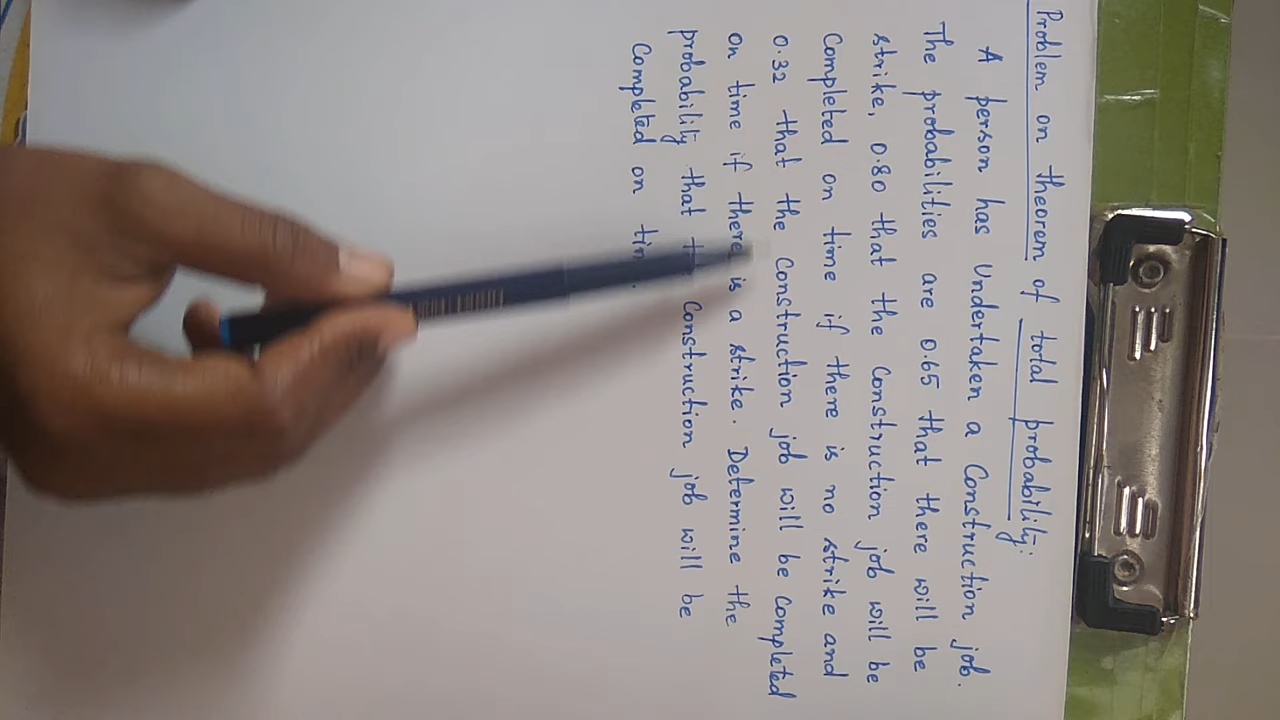 Problem on theorem of total probability:
A person has Undertaken a Construction job.
The probabilities are 0.65 that there will be
strike, 0.80 that the Construction job will be
Completed on time if there is no strike and
0.32 that the Construction job will be completed
on time if there is a strike. Determine the
probability that Construction job will be
Completed on